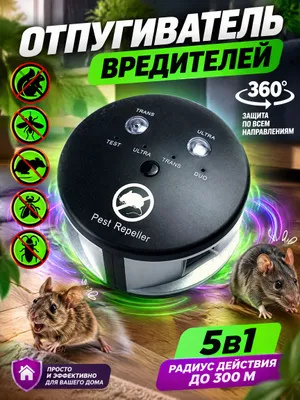 ОТПУГИВАТЕЛЬ
ВРЕДИТЕЛЕЙ
360°
ЗАЩИТА
ПО ВСЕМ
НАПРАВЛЕНИЯМ
TRANS
ULTRA
TEST ULTRA TRANS DUO
Pest Repeller
5в1
РАДИУС ДЕЙСТВИЯ
ДО 300 М
ПРОСТО
И ЭФФЕКТИВНО
ДЛЯ ВАШЕГО ДОМА